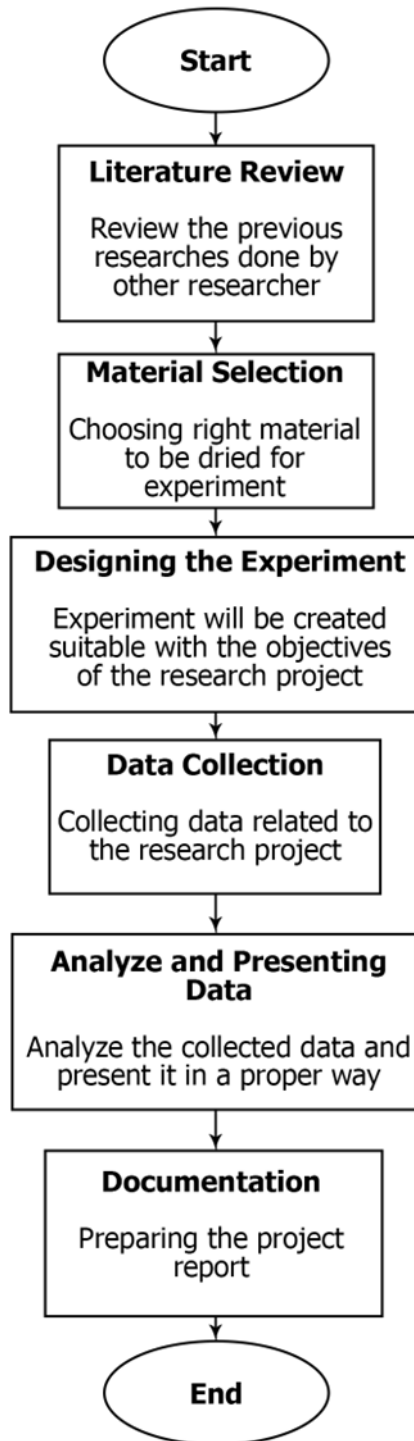 Start
Literature Review
Review the previous
researches done by
other researcher
Material Selection
Choosing right material
to be dried for
experiment
Designing the Experiment
Experiment will be created
suitable with the objectives
of the research project
Data Collection
Collecting data related to
the research project
Analyze and Presenting
Data
Analyze the collected data and
present it in a proper way
Documentation
Preparing the project
report
End